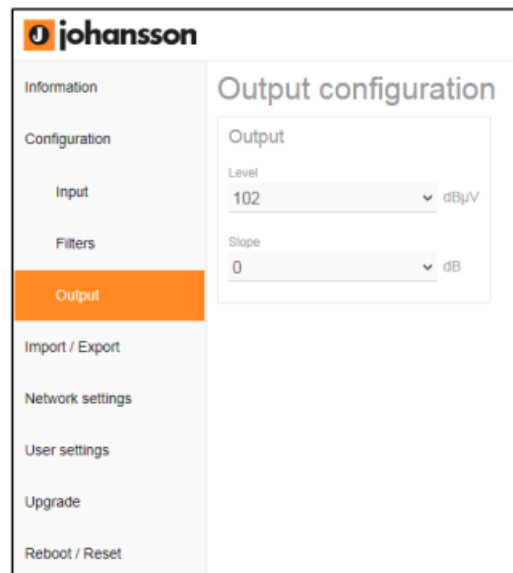 johansson
Information
Configuration
Input
Filters
Output
Import / Export
Network settings
User settings
Upgrade
Reboot / Reset
Output configuration
Output
Level
102 dBµV
Slope
0 dB